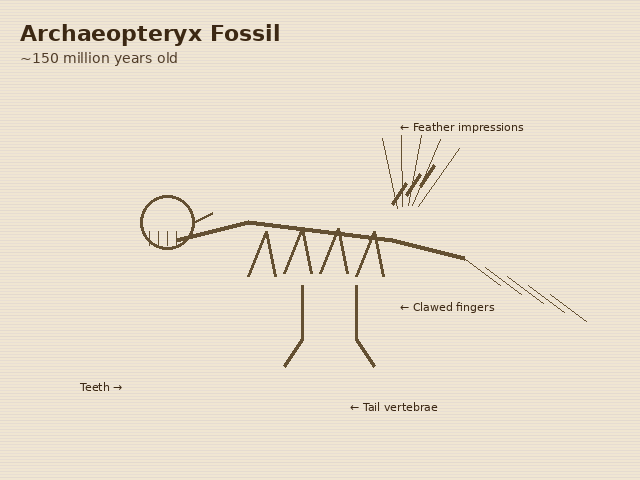 Archaeopteryx Fossil
~150 million years old
← Feather impressions
← Clawed fingers
Teeth →
← Tail vertebrae